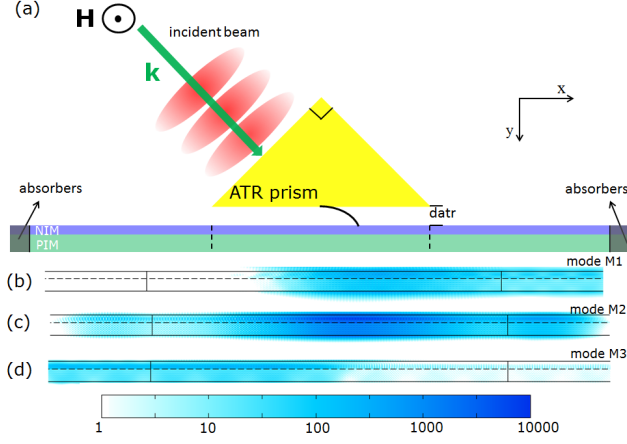 (a)
H
incident beam
k
x
y
absorbers
absorbers
ATR prism
datr
NIM
PIM
mode M1
(b)
mode M2
(c)
mode M3
(d)
1 10 100 1000 10000